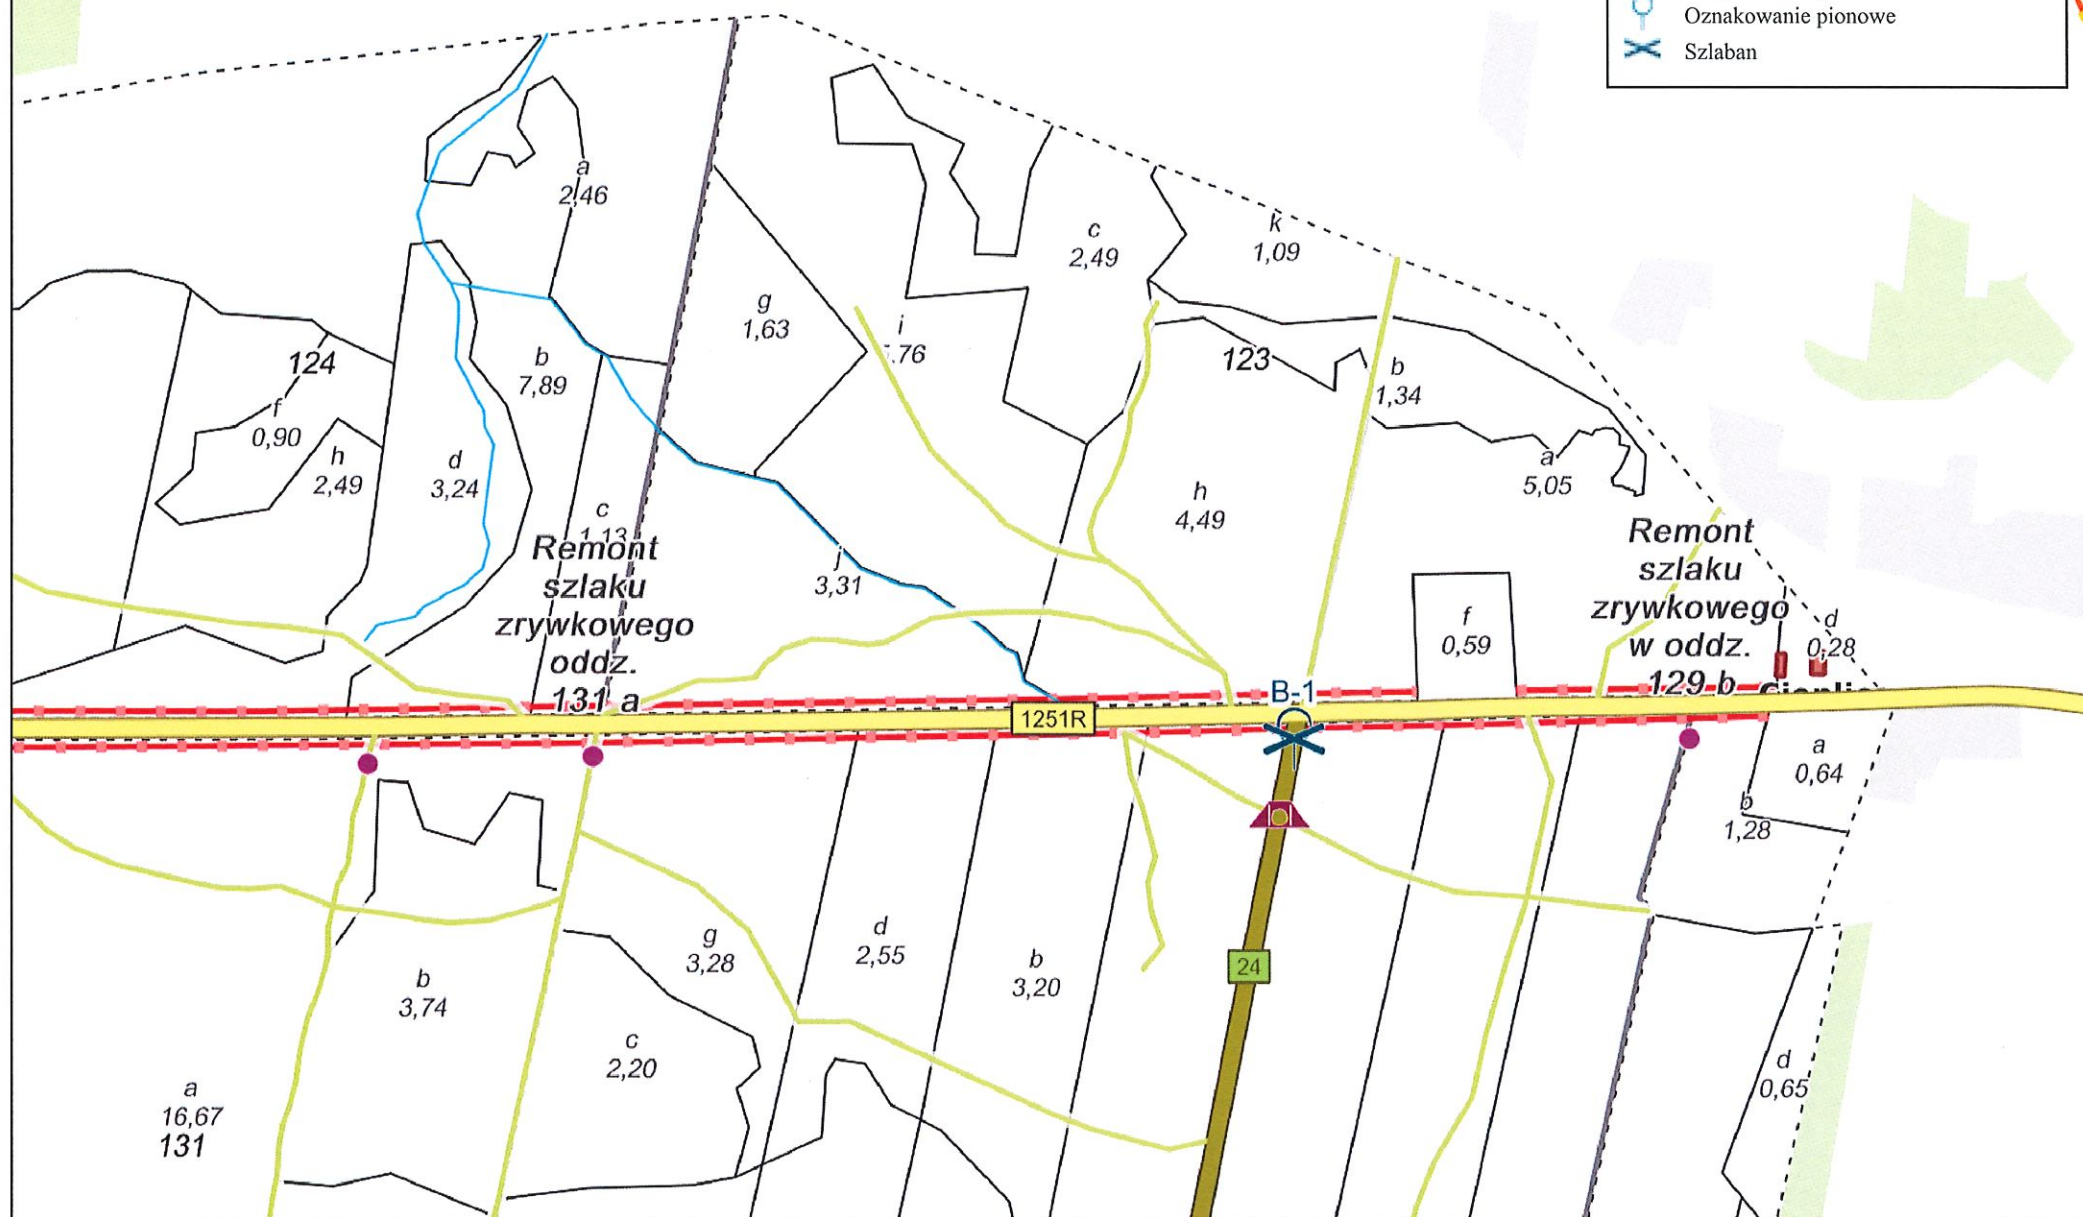 Oznakowanie pionowe
Szlaban
a
2,46
k
1,09
c
2,49
g
1,63
i
.76
124
b
7,89
123
b
1,34
f
0,90
h
2,49
d
3,24
a
5,05
h
4,49
c
1,13
Remont
szlaku
zrywkowego
oddz.
131 a
j
3,31
Remont
szlaku
zrywkowego
w oddz.
129 b
f
0,59
d
0,28
B-1
1251R
a
0,64
b
1,28
g
3,28
d
2,55
b
3,20
24
b
3,74
c
2,20
d
0,65
a
16,67
131